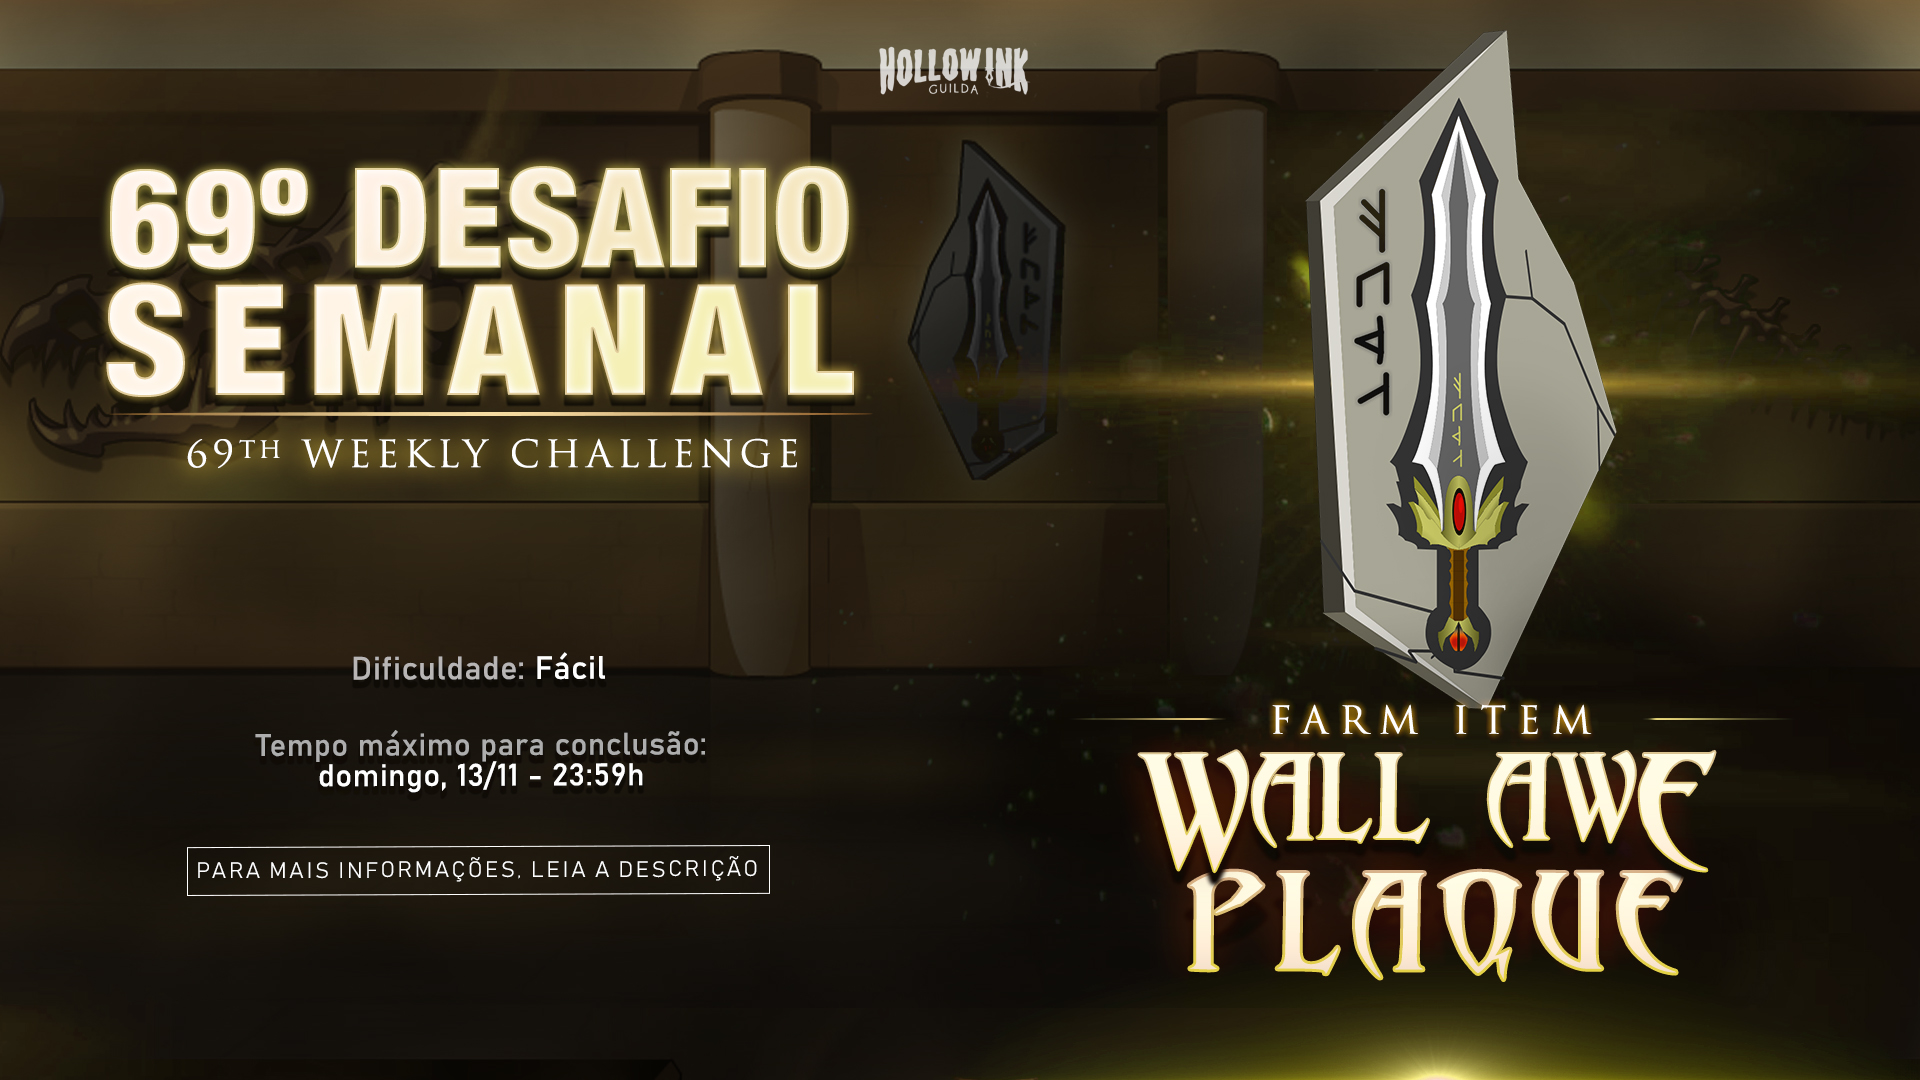 HOLLOW INK
GUILDA
69º DESAFIO
SEMANAL
69TH WEEKLY CHALLENGE
Dificuldade: Fácil
Tempo máximo para conclusão:
domingo, 13/11 - 23:59h
PARA MAIS INFORMAÇÕES, LEIA A DESCRIÇÃO
FARM ITEM
WALL AWE
PLAQUE